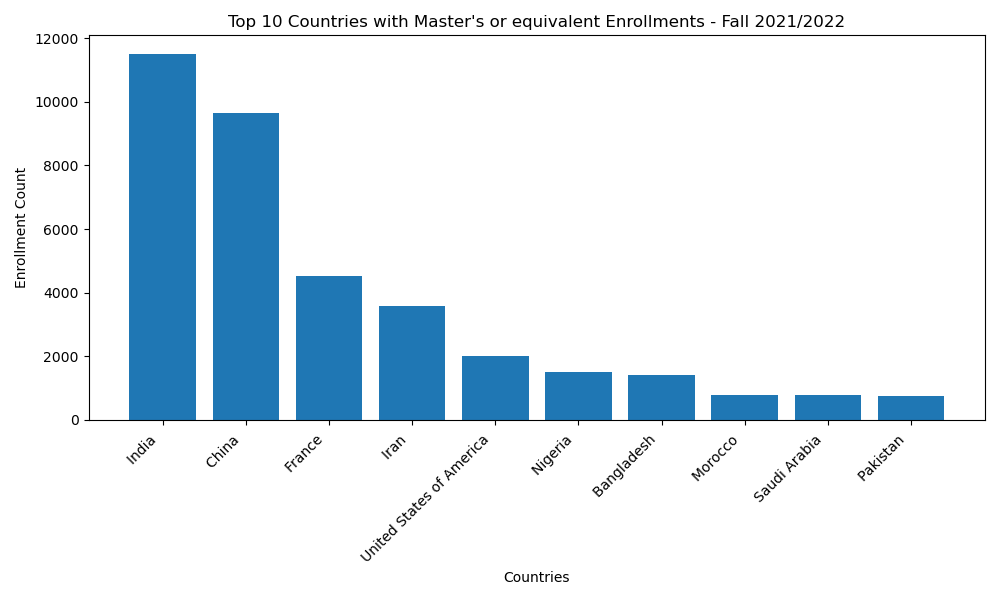 Top 10 Countries with Master's or equivalent Enrollments - Fall 2021/2022
12000
10000
8000
6000
4000
2000
0
Enrollment Count
India
China
France
Iran
United States of America
Nigeria
Bangladesh
Morocco
Saudi Arabia
Pakistan
Countries